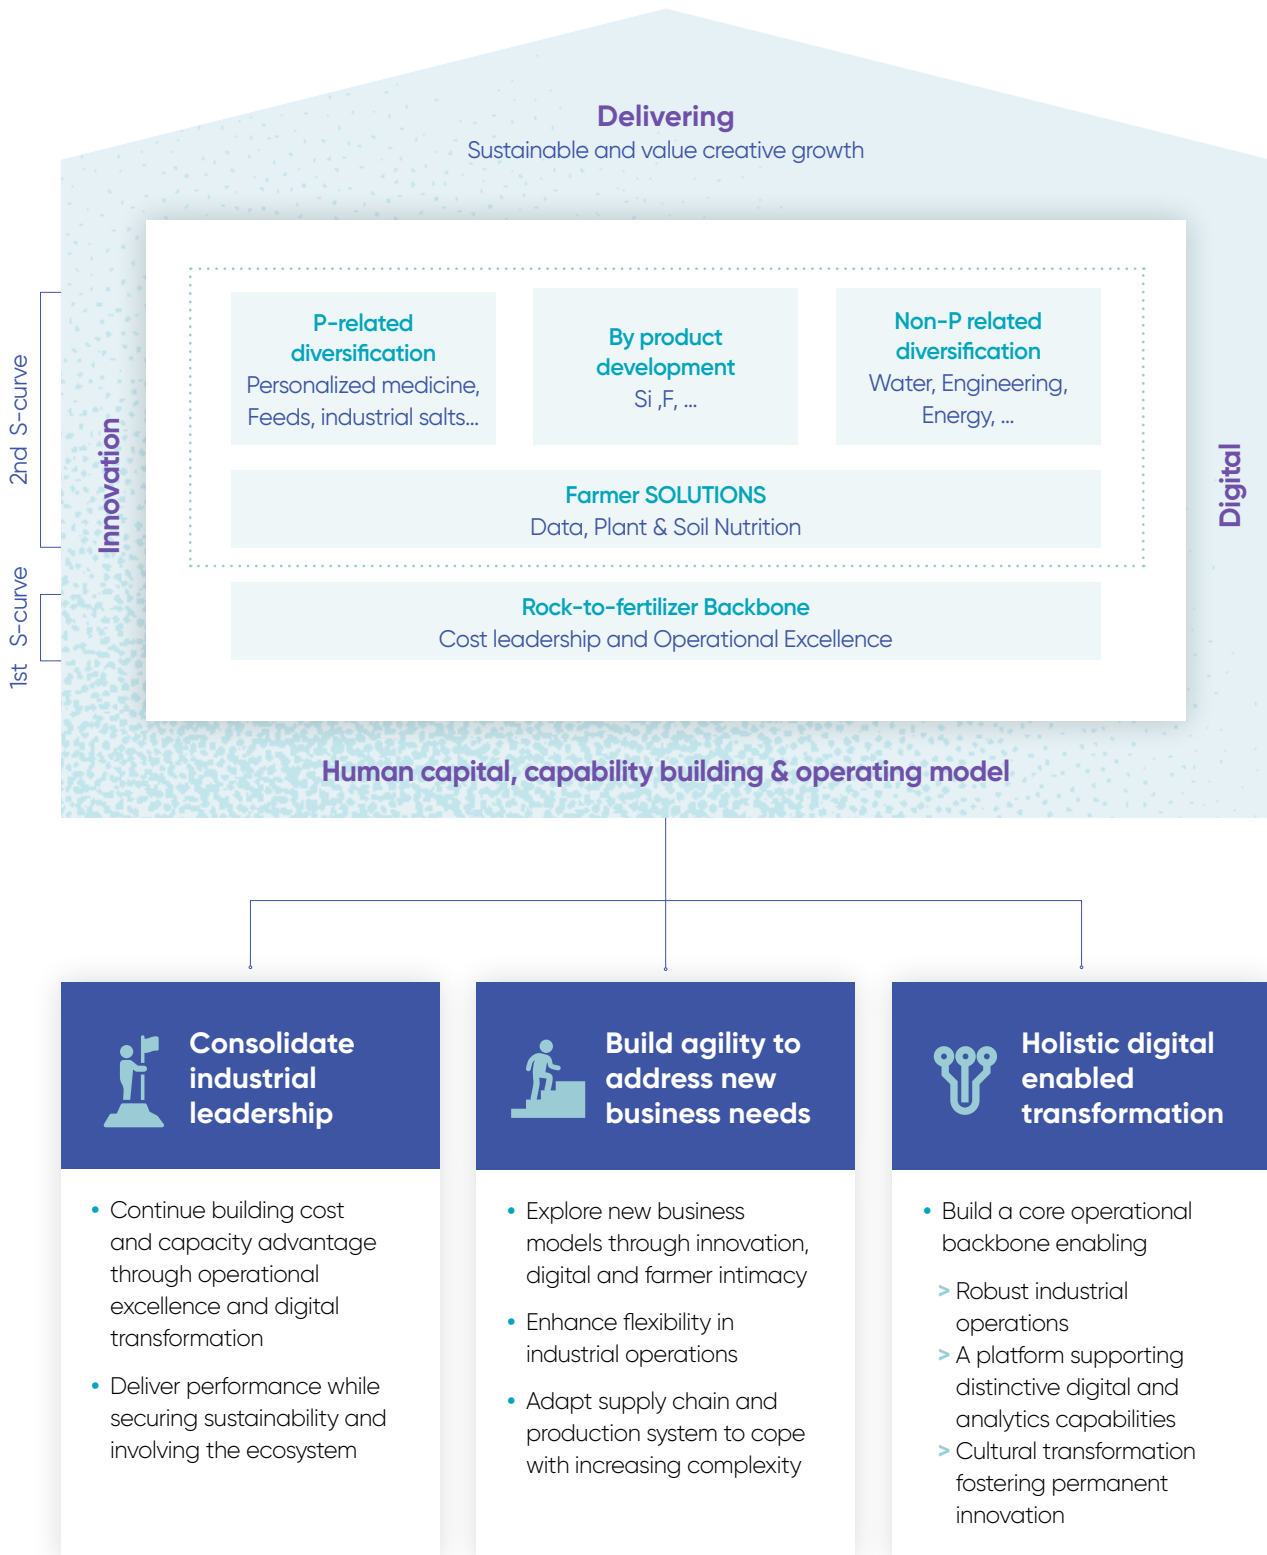 Delivering
Sustainable and value creative growth
2nd S-curve
1st S-curve
Innovation
Digital
P-related
diversification
Personalized medicine,
Feeds, industrial salts...
By product
development
Si ,F, ...
Non-P related
diversification
Water, Engineering,
Energy, ...
Farmer SOLUTIONS
Data, Plant & Soil Nutrition
Rock-to-fertilizer Backbone
Cost leadership and Operational Excellence
Human capital, capability building & operating model
Consolidate
industrial
leadership
• Continue building cost
and capacity advantage
through operational
excellence and digital
transformation
• Deliver performance while
securing sustainability and
involving the ecosystem
Build agility to
address new
business needs
• Explore new business
models through innovation,
digital and farmer intimacy
• Enhance flexibility in
industrial operations
• Adapt supply chain and
production system to cope
with increasing complexity
Holistic digital
enabled
transformation
• Build a core operational
backbone enabling
> Robust industrial
operations
> A platform supporting
distinctive digital and
analytics capabilities
> Cultural transformation
fostering permanent
innovation